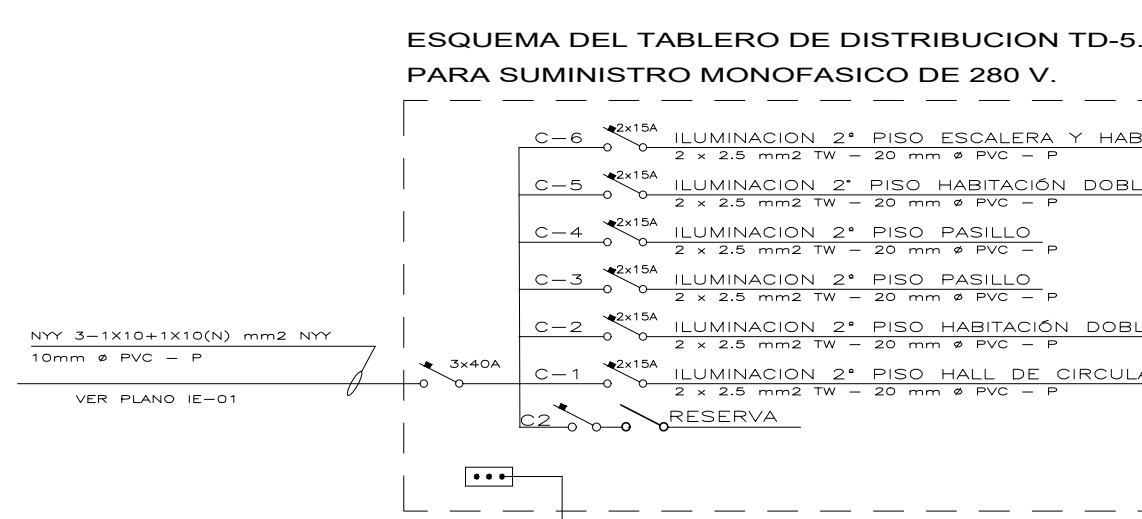 ESQUEMA DEL TABLERO DE DISTRIBUCION TD-5.
PARA SUMINISTRO MONOFASICO DE 280 V.
C-6 2x15A ILUMINACION 2° PISO ESCALERA Y HAB
2 x 2.5 mm2 TW - 20 mm ø PVC - P
C-5 2x15A ILUMINACION 2° PISO HABITACIÓN DOBL
2 x 2.5 mm2 TW - 20 mm ø PVC - P
C-4 2x15A ILUMINACION 2° PISO PASILLO
2 x 2.5 mm2 TW - 20 mm ø PVC - P
C-3 2x15A ILUMINACION 2° PISO PASILLO
2 x 2.5 mm2 TW - 20 mm ø PVC - P
C-2 2x15A ILUMINACION 2° PISO HABITACIÓN DOBL
2 x 2.5 mm2 TW - 20 mm ø PVC - P
NYY 3-1X10+1X10(N) mm2 NYY
10mm ø PVC - P
VER PLANO IE-01
3x40A
C-1 2x15A ILUMINACION 2° PISO HALL DE CIRCULA
2 x 2.5 mm2 TW - 20 mm ø PVC - P
C2 RESERVA